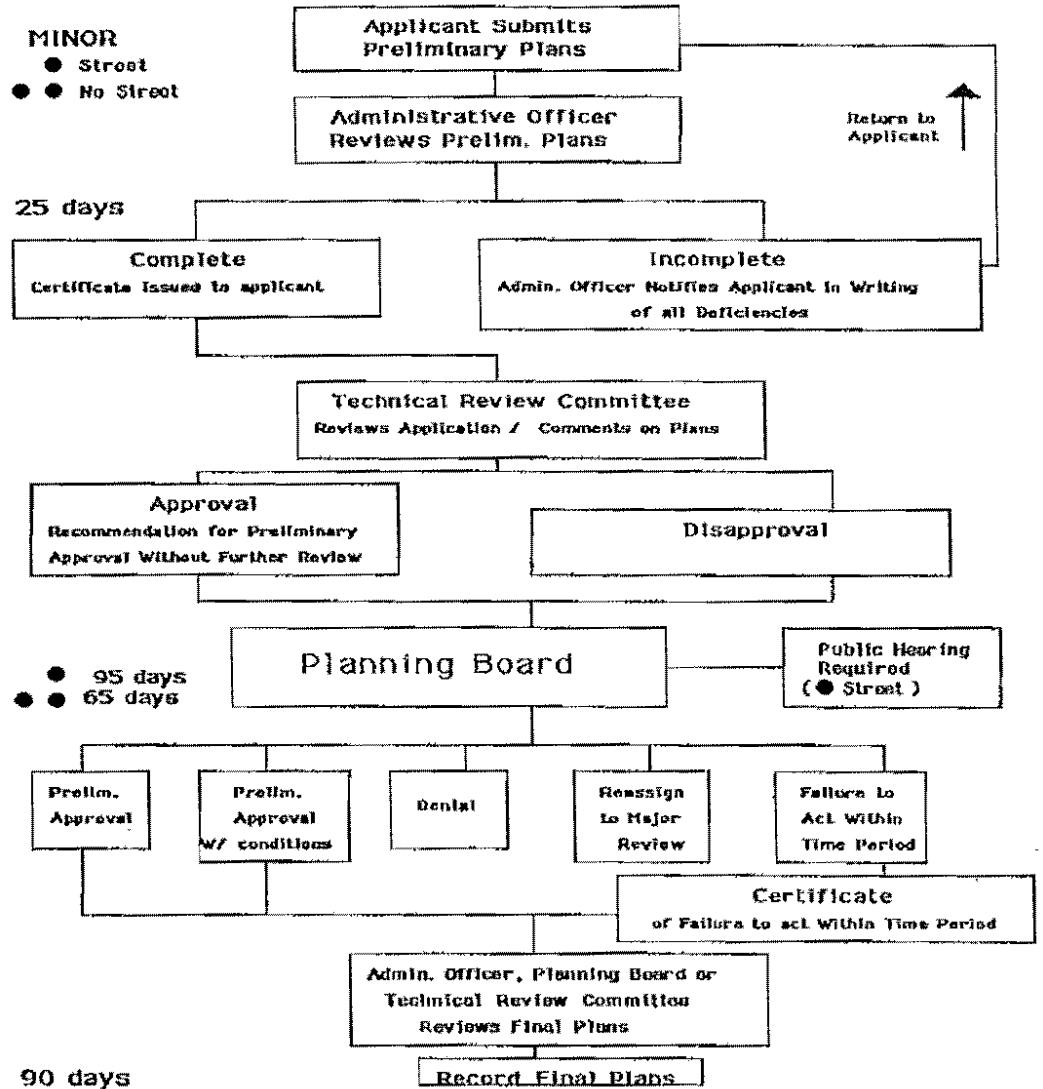 MINOR
● Street
● ● No Street
Applicant Submits
Preliminary Plans
Administrative Officer
Reviews Prelim. Plans
Return to
Applicant
25 days
Complete
Certificate Issued to applicant
Incomplete
Admin. Officer Notifies Applicant in Writing
of all Deficiencies
Technical Review Committee
Reviews Application / Comments on Plans
Approval
Recommendation for Preliminary
Approval Without Further Review
Disapproval
Planning Board
Public Hearing
Required
( ● Street )
● 95 days
● ● 65 days
Prelim.
Approval
Prelim.
Approval
W/ conditions
Denial
Reassign
to Major
Review
Failure to
Act Within
Time Period
Certificate
of Failure to act Within Time Period
Admin. Officer, Planning Board or
Technical Review Committee
Reviews Final Plans
90 days
Record Final Plans